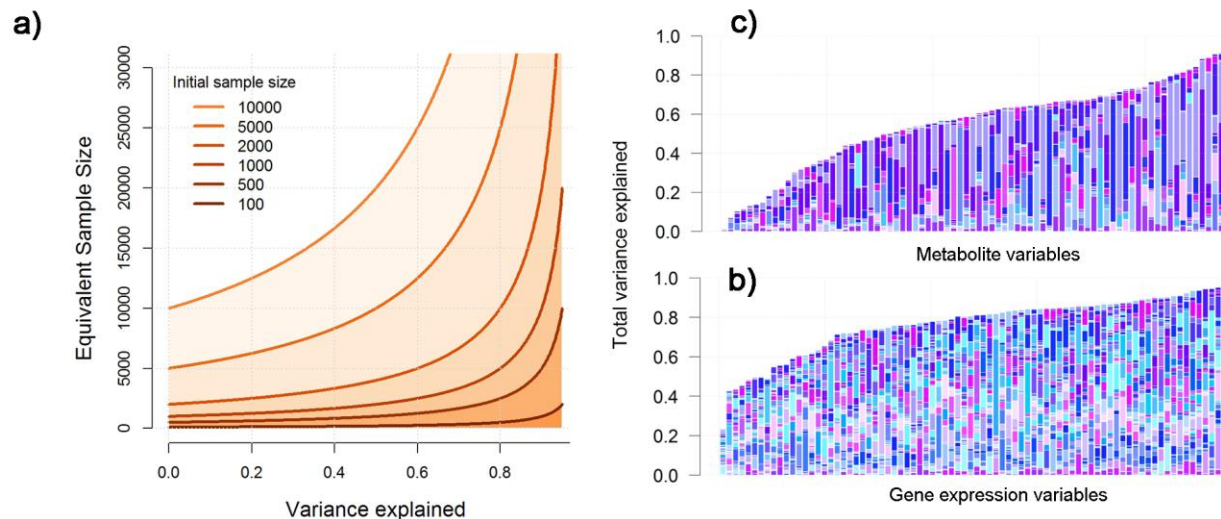 a)
Equivalent Sample Size
30000
25000
20000
15000
10000
5000
0
Initial sample size
10000
5000
2000
1000
500
100
0.0 0.2 0.4 0.6 0.8
Variance explained
c)
1.0
0.8
0.6
0.4
0.2
0.0
Metabolite variables
Total variance explained
b)
1.0
0.8
0.6
0.4
0.2
0.0
Gene expression variables